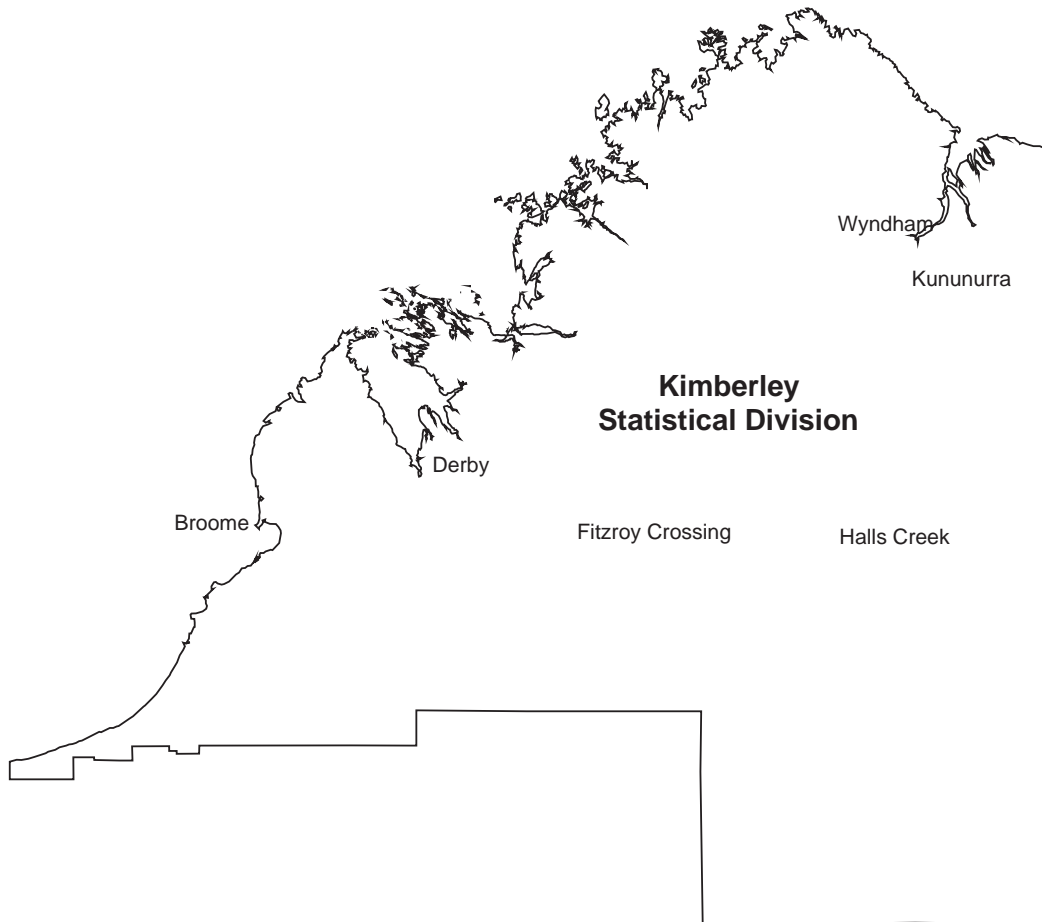 Wyndham
Kununurra
Kimberley
Statistical Division
Derby
Broome
Fitzroy Crossing
Halls Creek